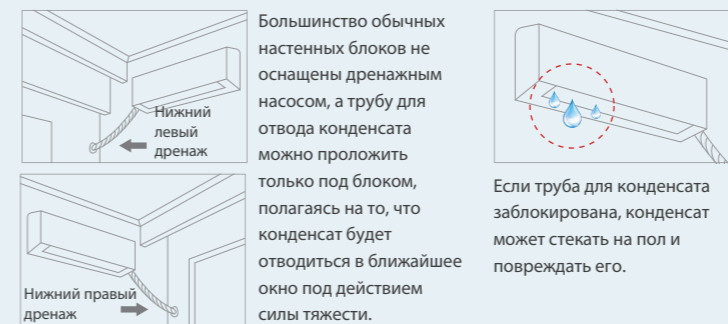 Нижний
левый
дренаж
Нижний правый
дренаж
Большинство обычных
настенных блоков не
оснащены дренажным
насосом, а трубу для
отвода конденсата
можно проложить
только под блоком,
полагаясь на то, что
конденсат будет
отводиться в ближайшее
окно под действием
силы тяжести.
Если труба для конденсата
заблокирована, конденсат
может стекать на пол и
повреждать его.